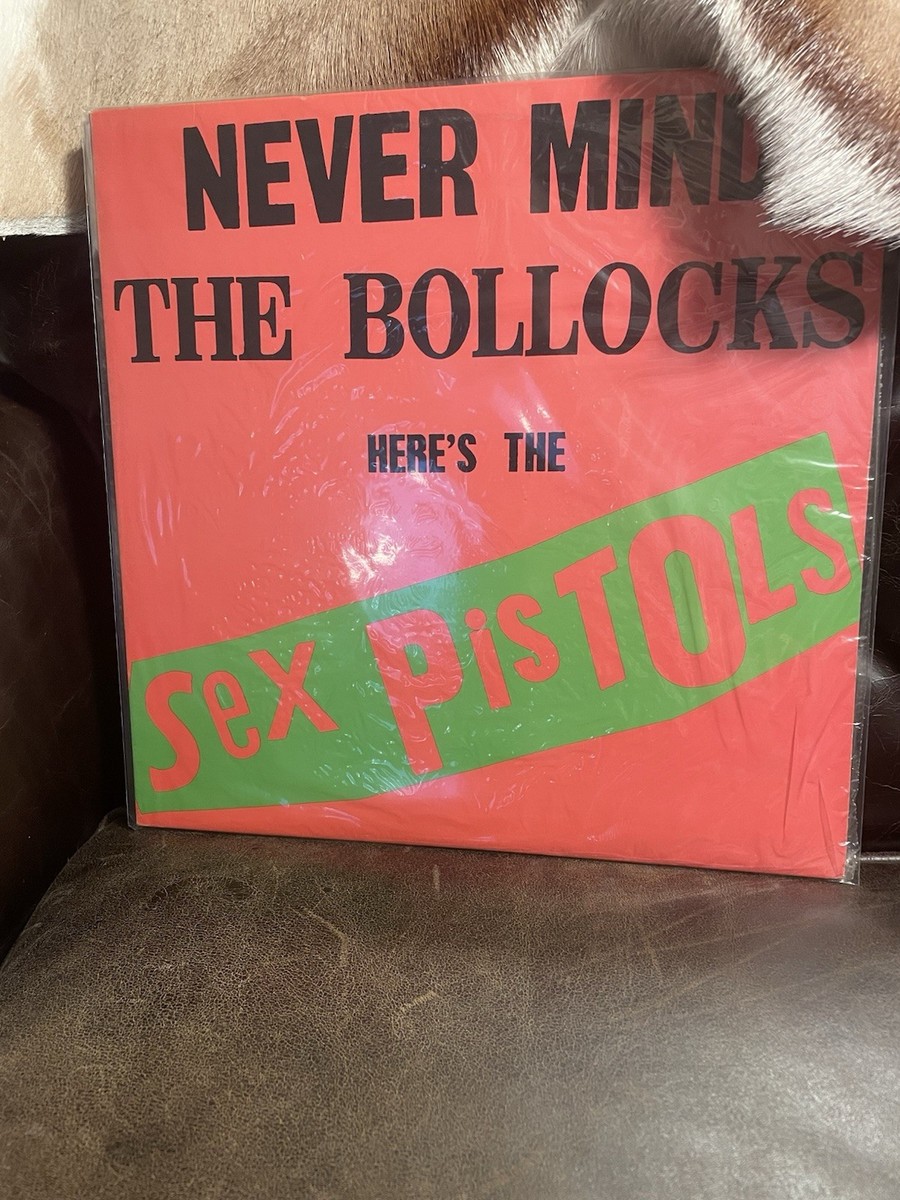 NEVER MIND
THE BOLLOCKS
HERE'S THE
Sex PisTOLS